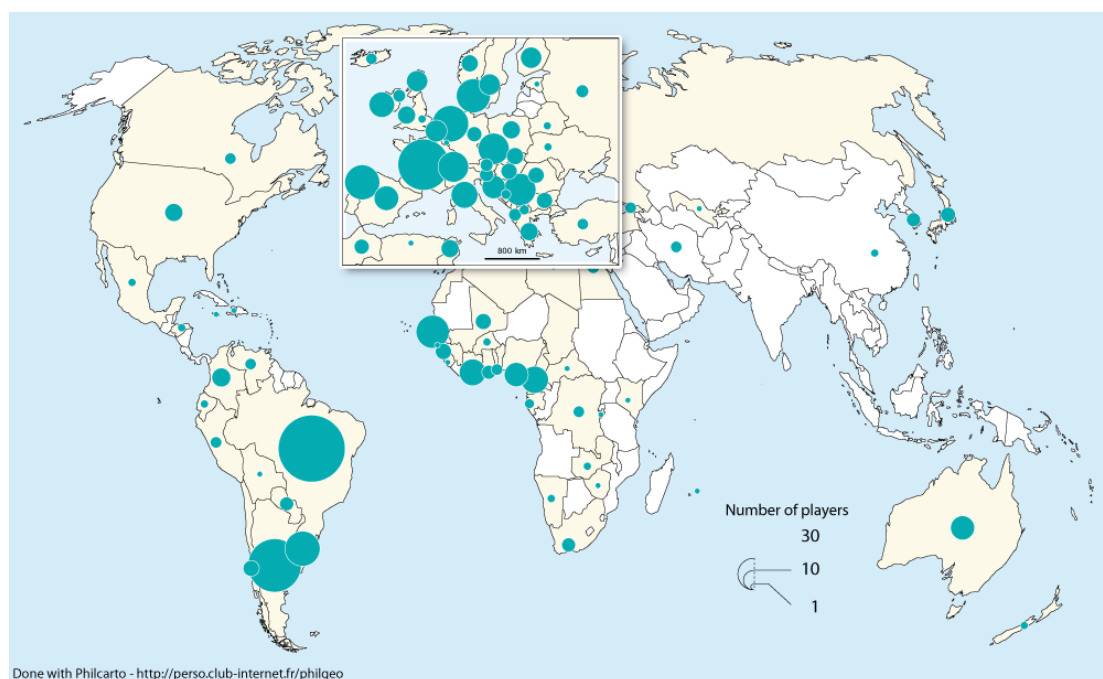 800 km
Number of players
30
10
1
Done with Philcarto - http://perso.club-internet.fr/philgeo